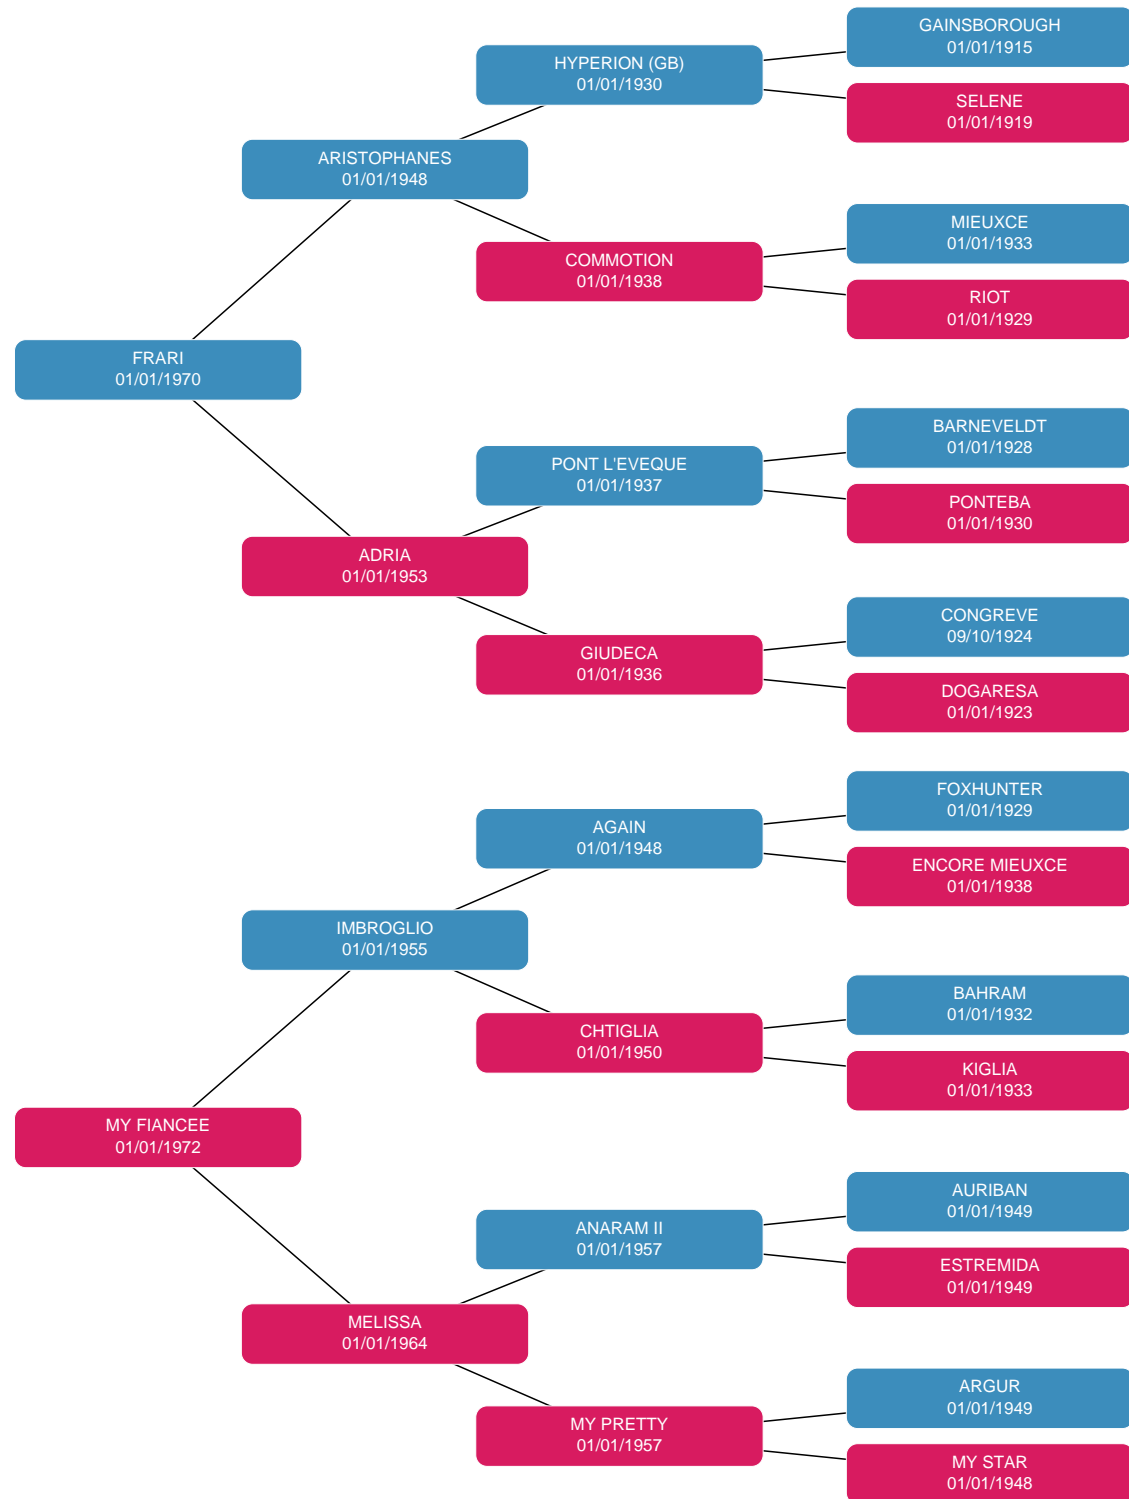 GAINSBOROUGH
01/01/1915
HYPERION (GB)
01/01/1930
SELENE
01/01/1919
ARISTOPHANES
01/01/1948
MIEUXCE
01/01/1933
COMMOTION
01/01/1938
RIOT
01/01/1929
FRARI
01/01/1970
BARNEVELDT
01/01/1928
PONT L'EVEQUE
01/01/1937
PONTEBA
01/01/1930
ADRIA
01/01/1953
CONGREVE
09/10/1924
GIUDECA
01/01/1936
DOGARESA
01/01/1923
FOXHUNTER
01/01/1929
AGAIN
01/01/1948
ENCORE MIEUXCE
01/01/1938
IMBROGLIO
01/01/1955
BAHRAM
01/01/1932
CHTIGLIA
01/01/1950
KIGLIA
01/01/1933
MY FIANCEE
01/01/1972
AURIBAN
01/01/1949
ANARAM II
01/01/1957
ESTREMIDA
01/01/1949
MELISSA
01/01/1964
ARGUR
01/01/1949
MY PRETTY
01/01/1957
MY STAR
01/01/1948